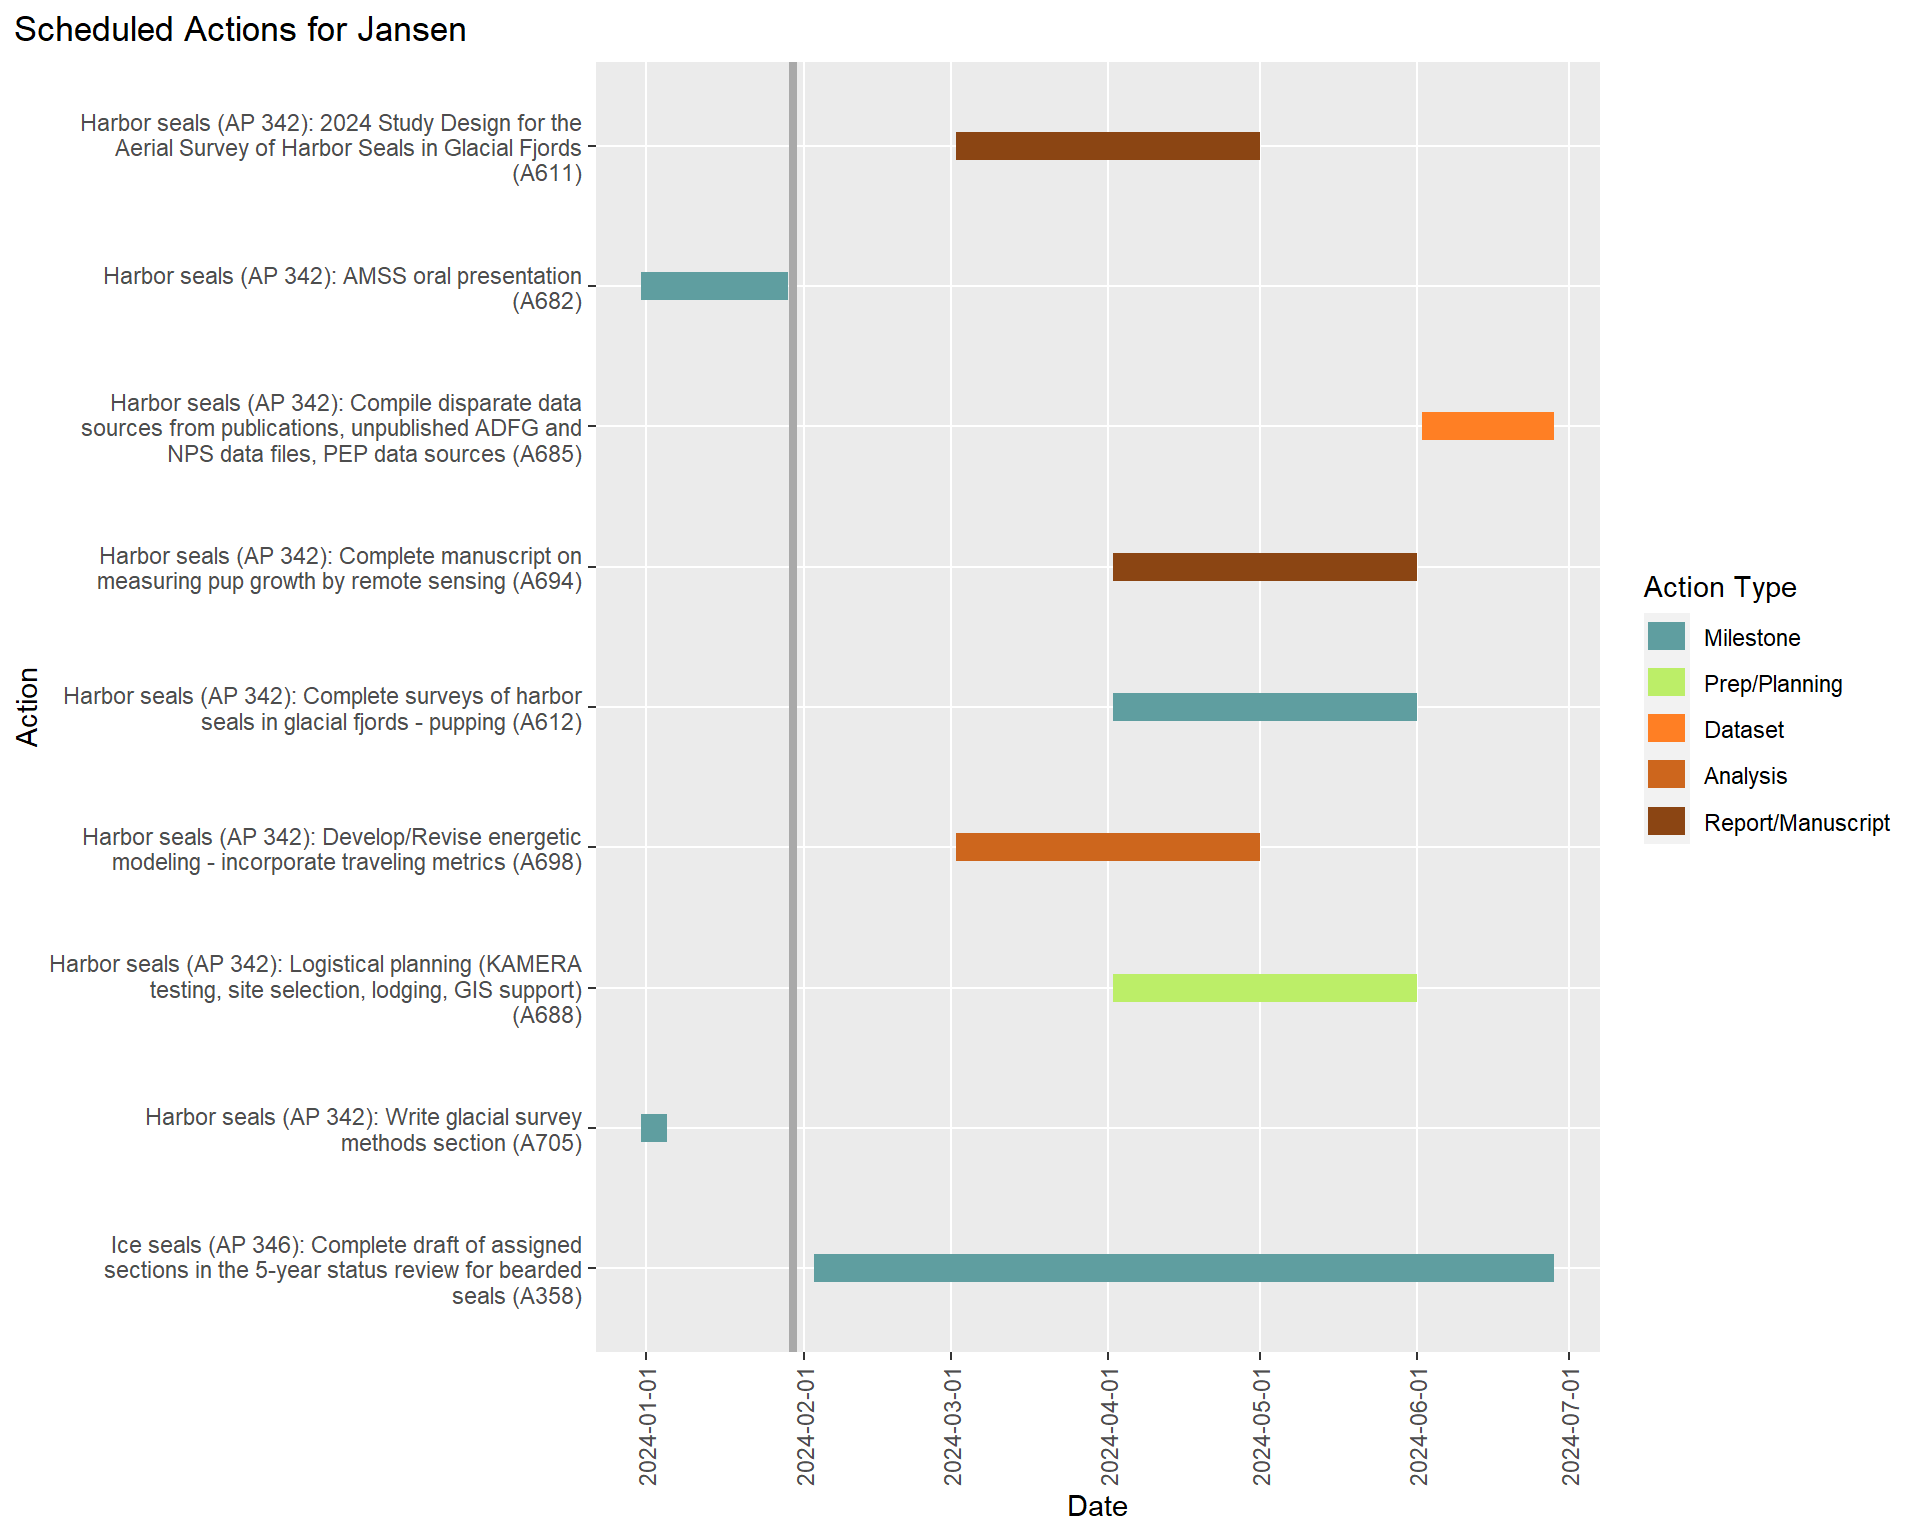 Scheduled Actions for Jansen
Harbor seals (AP 342): 2024 Study Design for the
Aerial Survey of Harbor Seals in Glacial Fjords
(A611)
Harbor seals (AP 342): AMSS oral presentation
(A682)
Harbor seals (AP 342): Compile disparate data
sources from publications, unpublished ADFG and
NPS data files, PEP data sources (A685)
Harbor seals (AP 342): Complete manuscript on
measuring pup growth by remote sensing (A694)
Harbor seals (AP 342): Complete surveys of harbor
seals in glacial fjords - pupping (A612)
Harbor seals (AP 342): Develop/Revise energetic
modeling - incorporate traveling metrics (A698)
Harbor seals (AP 342): Logistical planning (KAMERA
testing, site selection, lodging, GIS support)
(A688)
Harbor seals (AP 342): Write glacial survey
methods section (A705)
Ice seals (AP 346): Complete draft of assigned
sections in the 5-year status review for bearded
seals (A358)
Action
2024-01-01
2024-02-01
2024-03-01
2024-04-01
2024-05-01
2024-06-01
2024-07-01
Date
Action Type
Milestone
Prep/Planning
Dataset
Analysis
Report/Manuscript